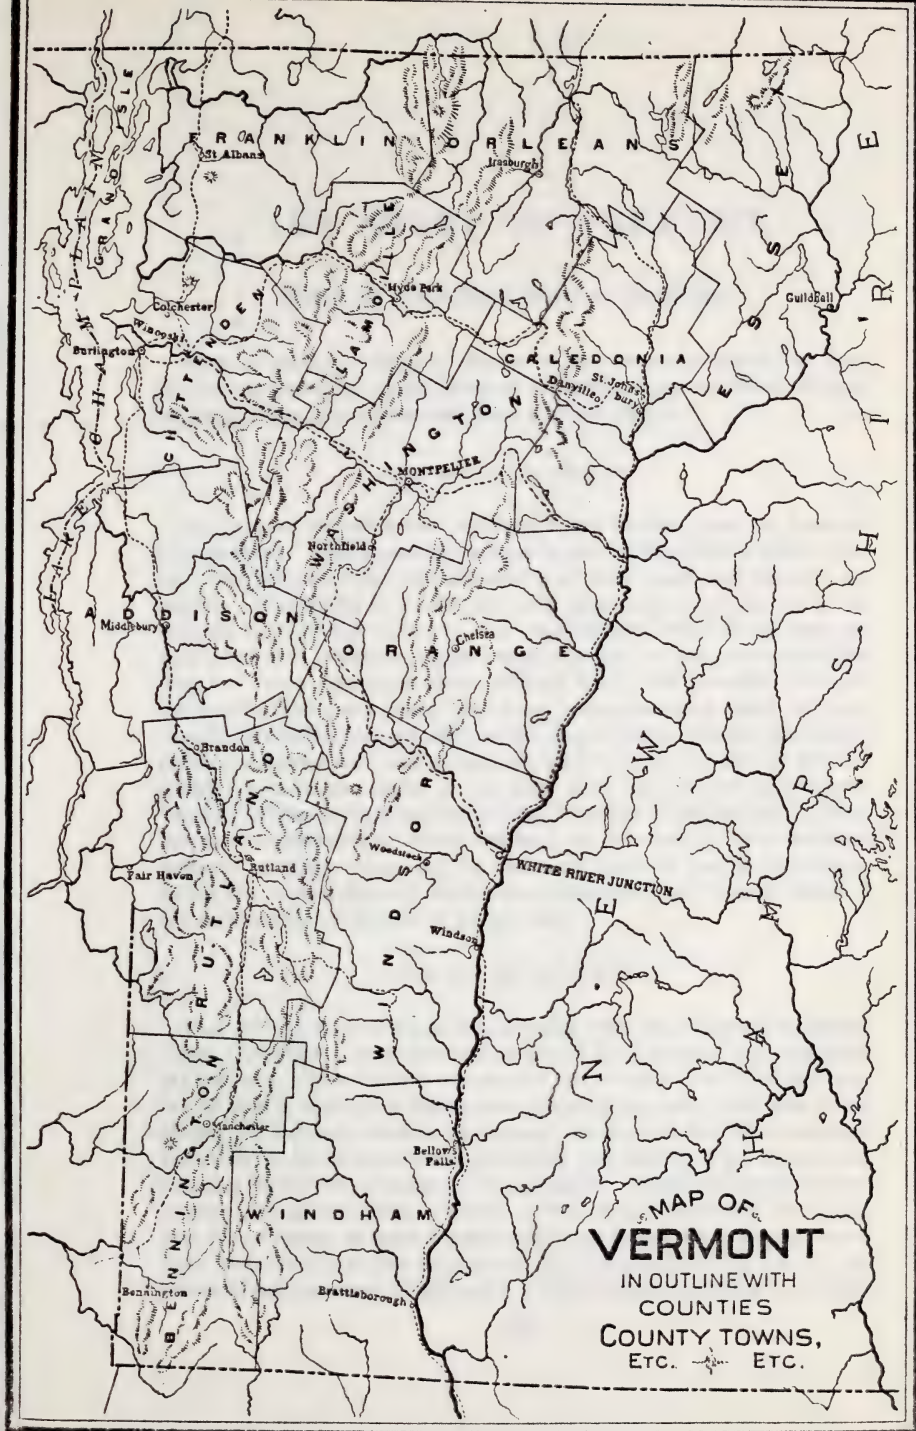 FRANKLIN
ORLEANS
GRAND ISLE
LAKE CHAMPLAIN
St Albans
Irasburgh
ESSEX
LAMOILLE
Hyde Park
Colchester
Guildhall
Winooski
Burlington
CHITTENDEN
CALEDONIA
Danville
St. Johns-
bury
WASHINGTON
MONTPELIER
Northfield
ADDISON
Middlebury
ORANGE
Chelsea
Brandon
RUTLAND
Rutland
Fair Haven
WINDSOR
Woodstock
WHITE RIVER JUNCTION
Windsor
NEW HAMPSHIRE
BENNINGTON
Manchester
Bellows
Falls
WINDHAM
Bennington
Brattleborough
MAP OF
VERMONT
IN OUTLINE WITH
COUNTIES
COUNTY TOWNS,
ETC. ETC.